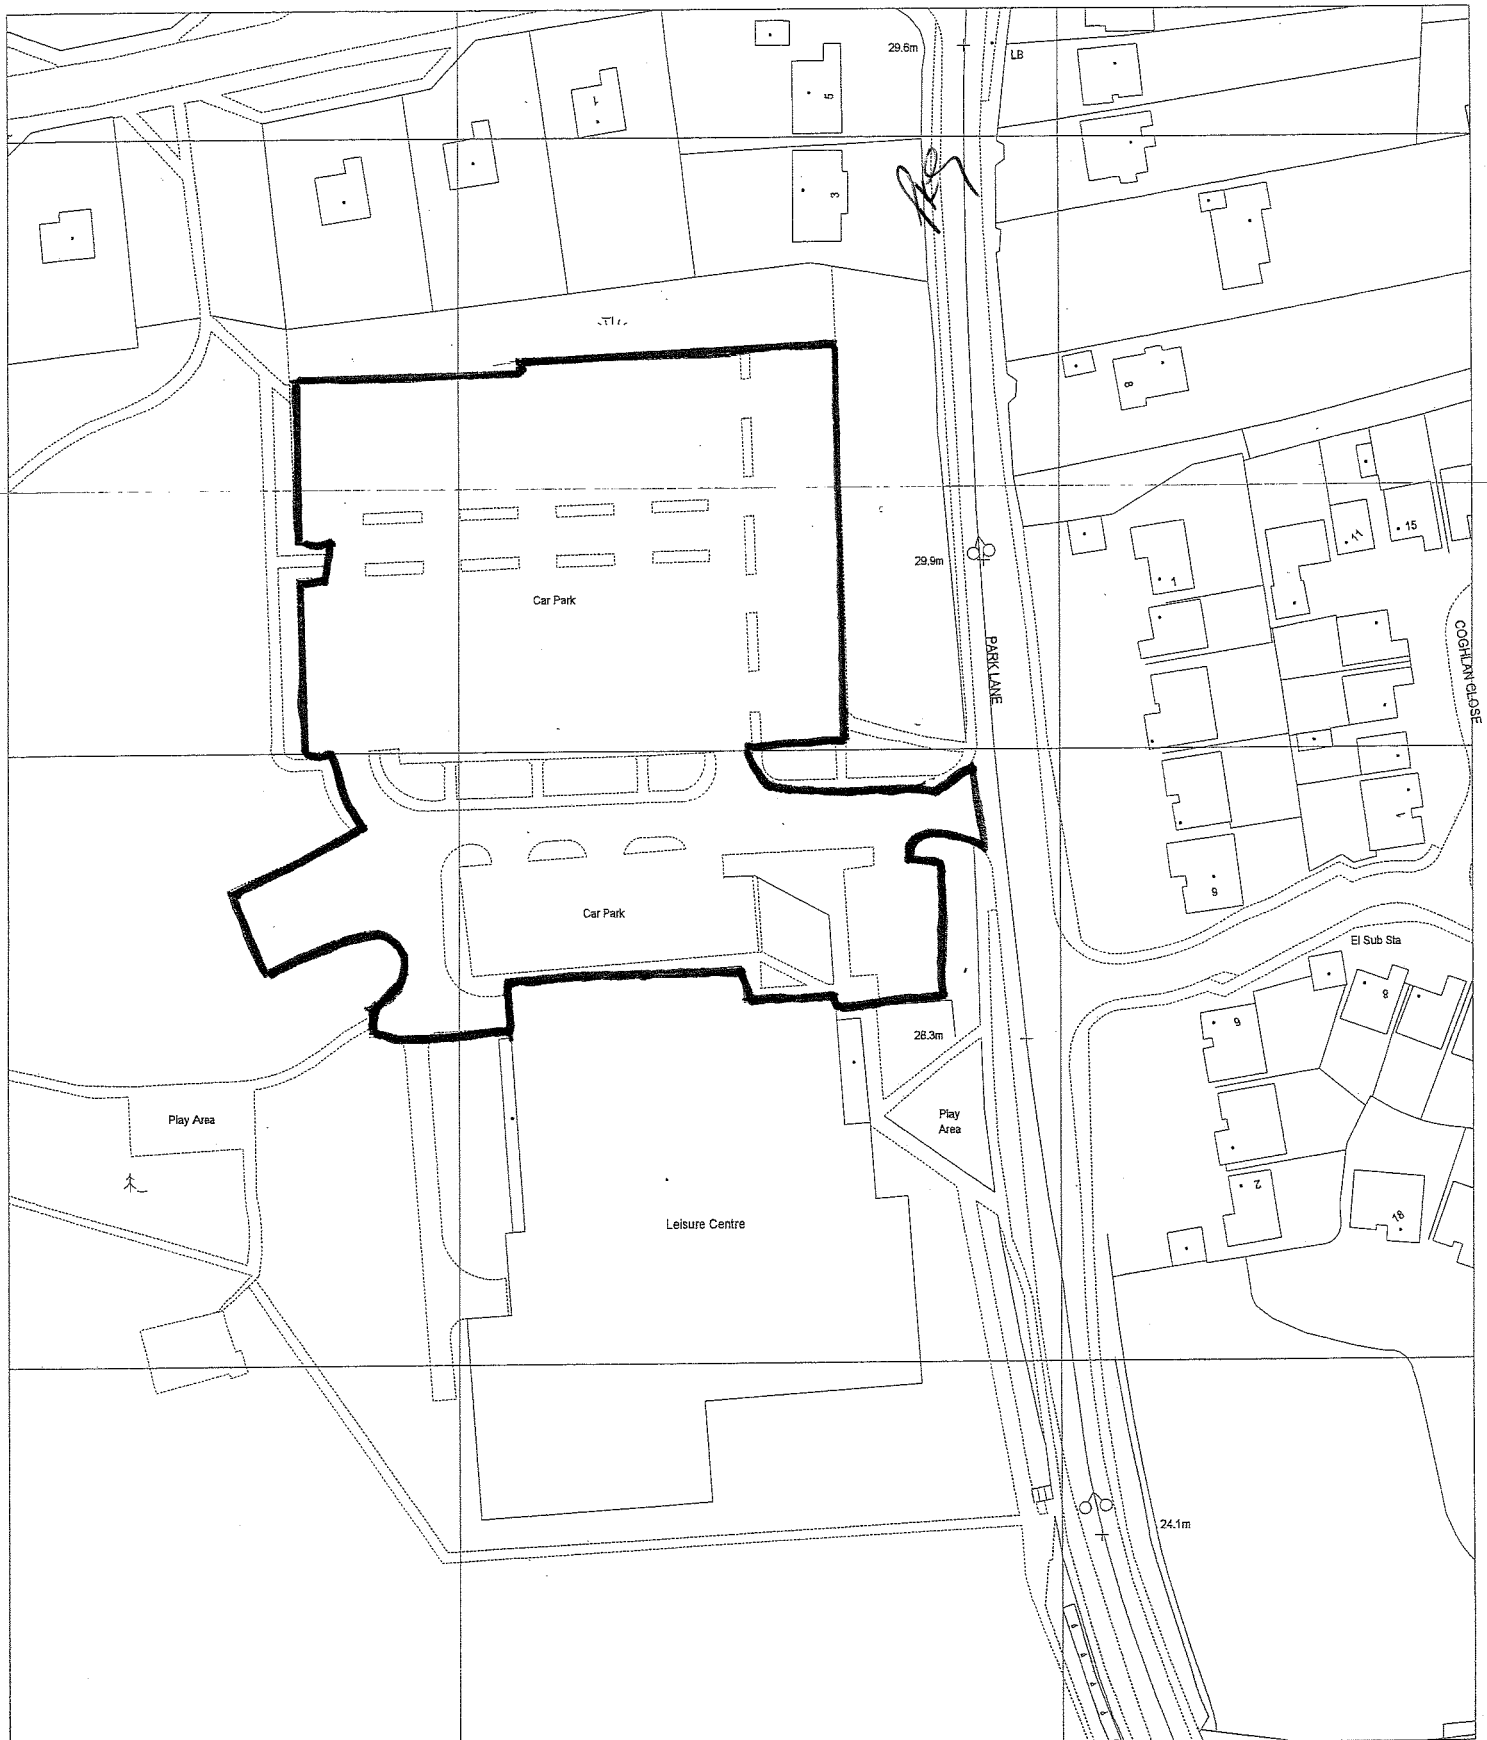 29.6m
LB
5
1
3
8
11
15
1
29.9m
Car Park
PARK LANE
COGHLAN CLOSE
1
9
Car Park
El Sub Sta
8
9
28.3m
Play Area
Play
Area
2
18
Leisure Centre
24.1m